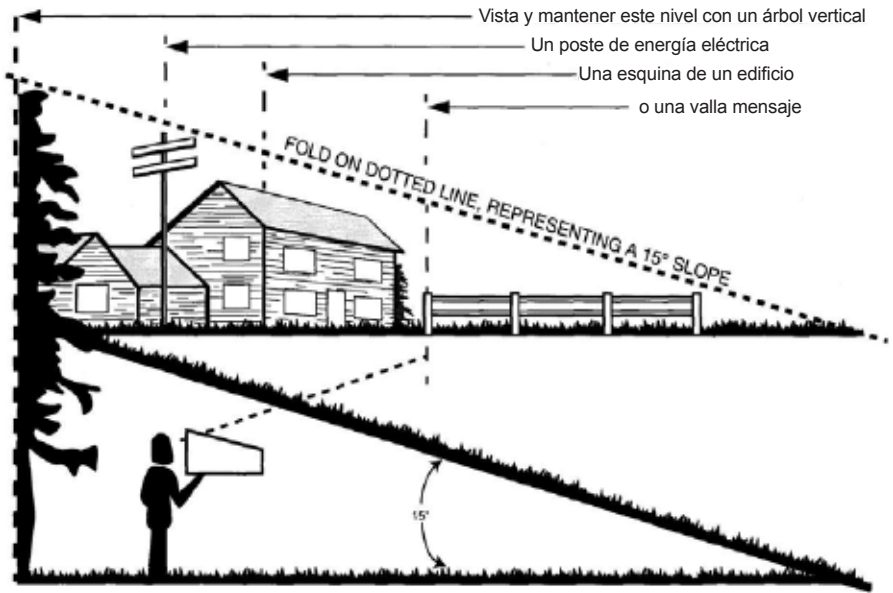 Vista y mantener este nivel con un árbol vertical
Un poste de energía eléctrica
Una esquina de un edificio
o una valla mensaje
FOLD ON DOTTED LINE, REPRESENTING A 15° SLOPE
15°